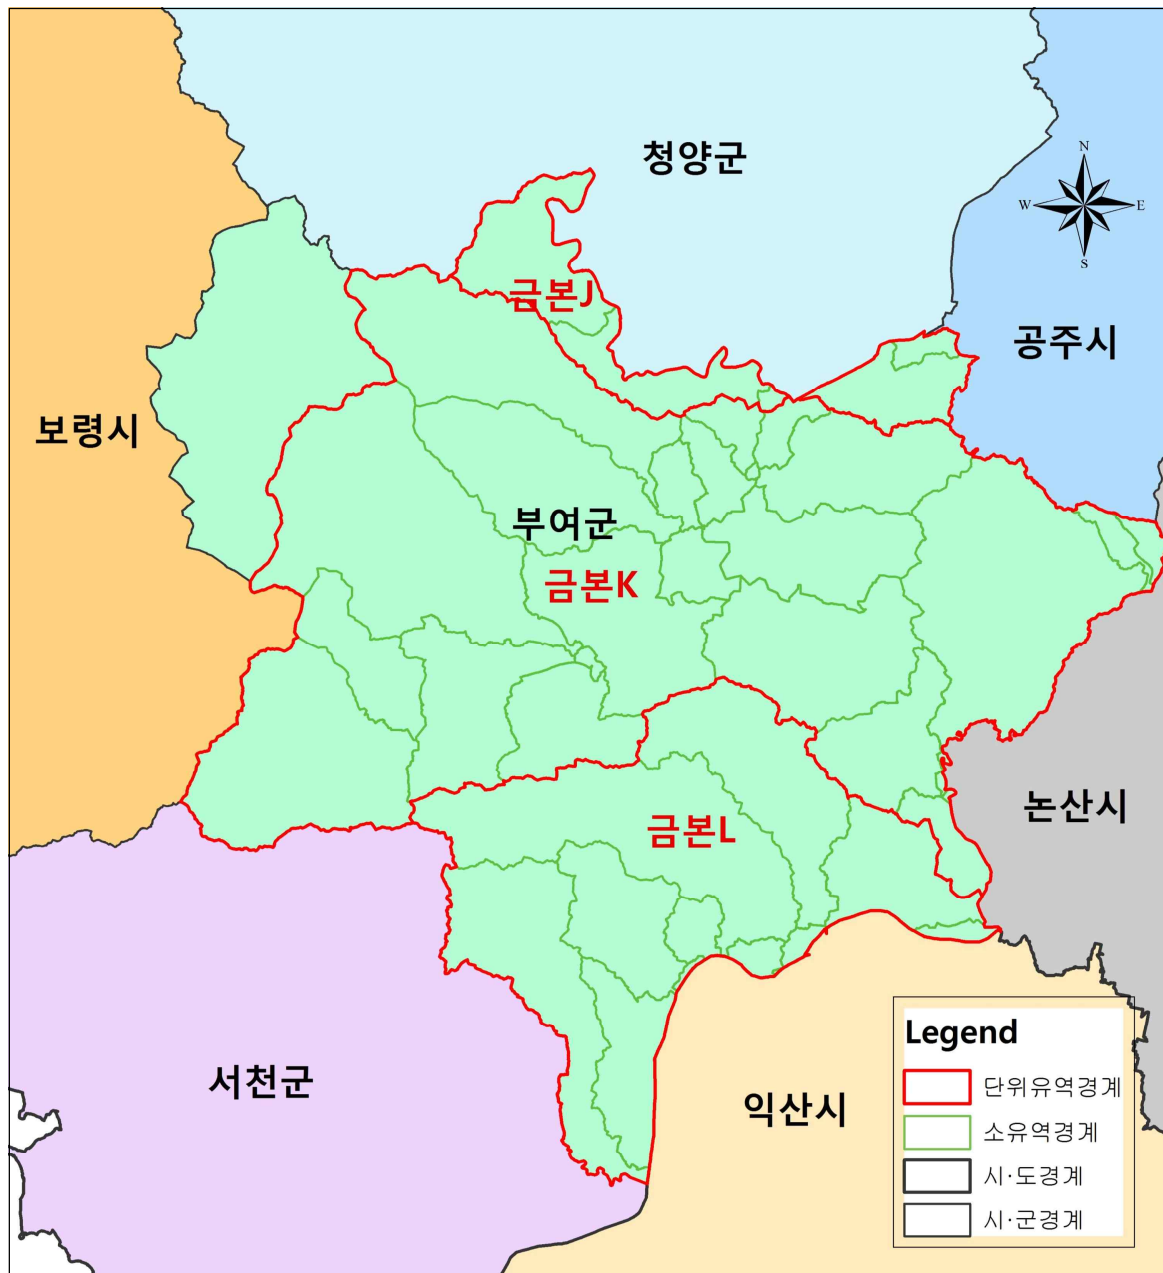 청양군
N
W
E
S
금본J
공주시
보령시
부여군
금본K
논산시
금본L
서천군
익산시
Legend
단위유역경계
소유역경계
시·도경계
시·군경계